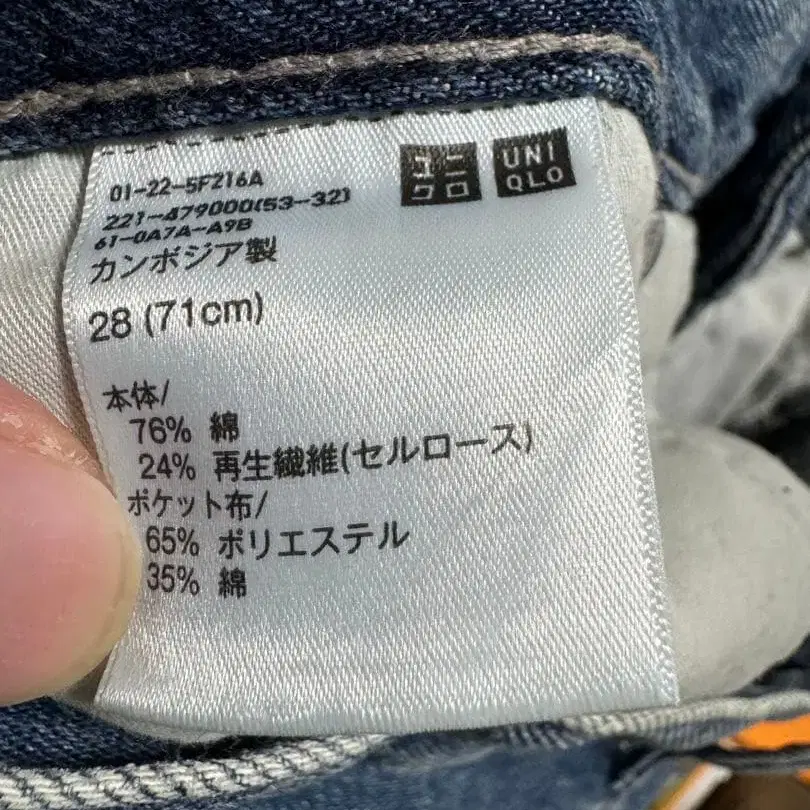 ユニ
クロ
UNI
QLO
01-22-5F216A
221-479000(53-32)
61-0A7A-A9B
カンボジア製
28 (71cm)
本体/
76% 綿
24% 再生繊維(セルロース)
ポケット布/
65% ポリエステル
35% 綿